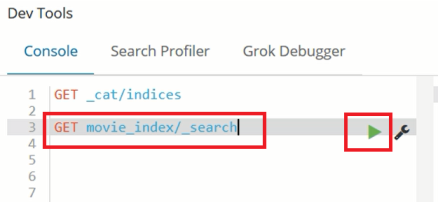 Dev Tools
Console Search Profiler Grok Debugger
1 GET _cat/indices
2
3 GET movie_index/_search
4
5
6
7